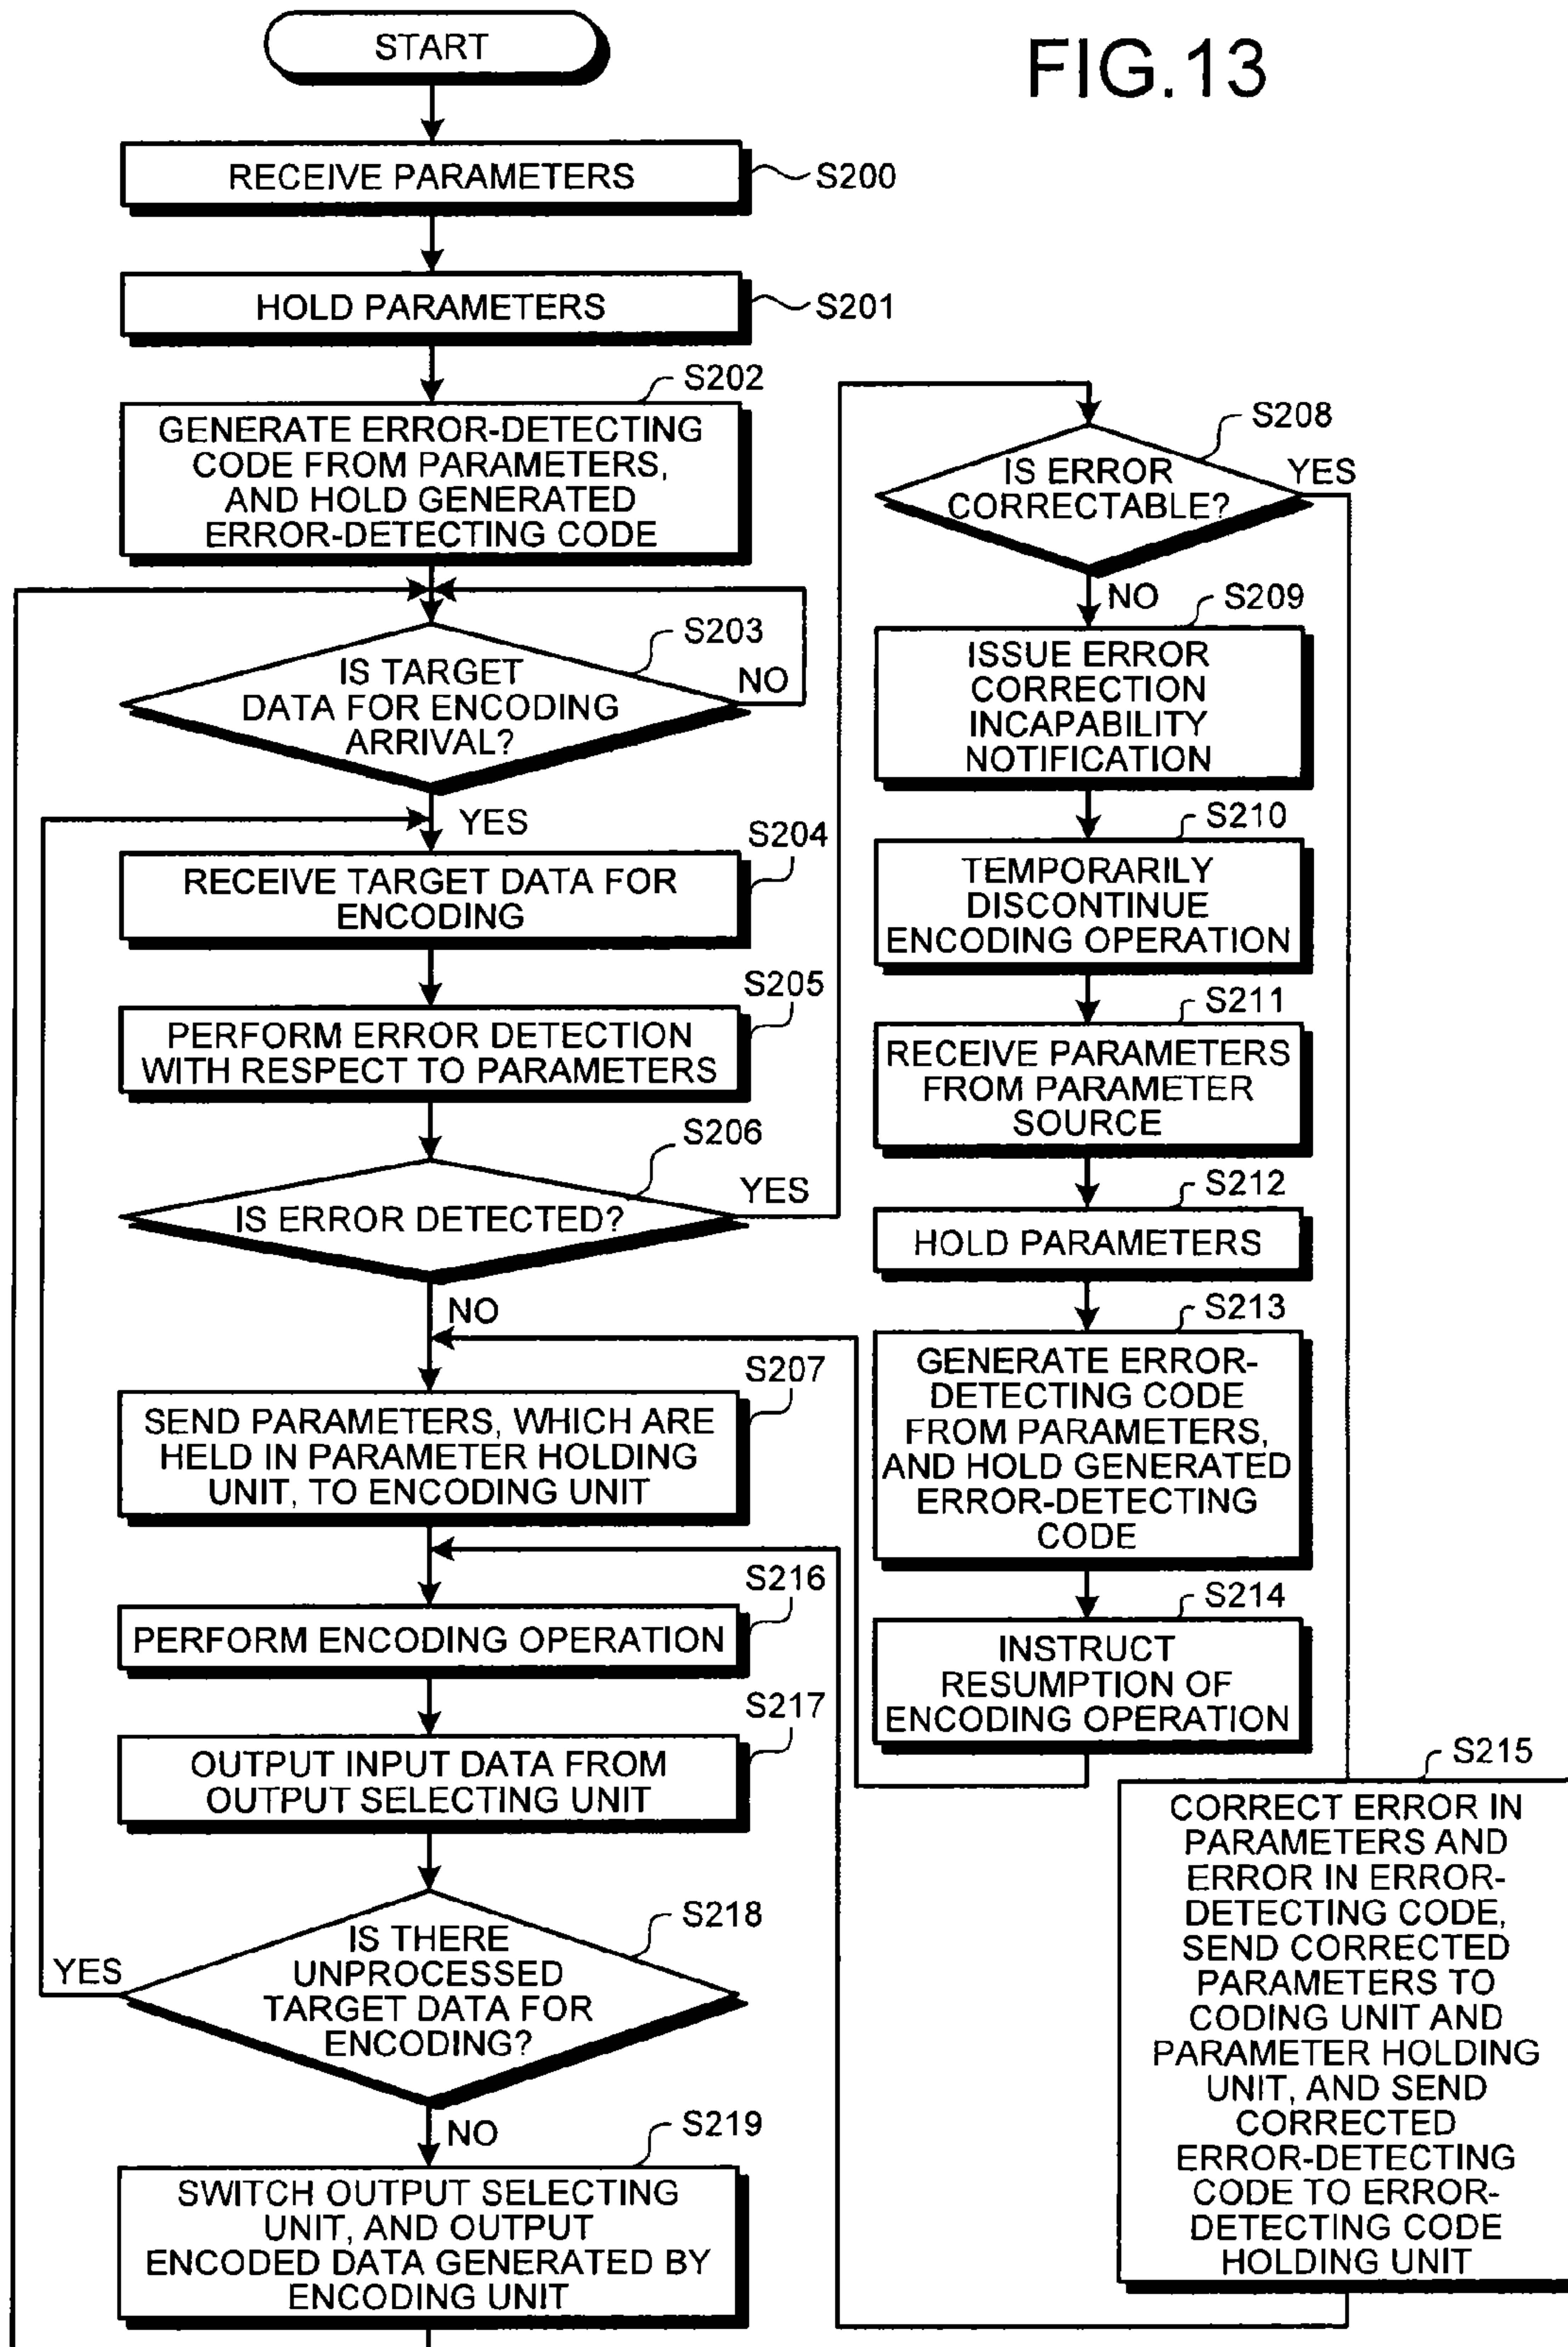 FIG.13
START
RECEIVE PARAMETERS
S200
HOLD PARAMETERS
S201
S202
GENERATE ERROR-DETECTING
CODE FROM PARAMETERS,
AND HOLD GENERATED
ERROR-DETECTING CODE
S203
IS TARGET
DATA FOR ENCODING
ARRIVAL?
NO
YES
S204
RECEIVE TARGET DATA FOR
ENCODING
S205
PERFORM ERROR DETECTION
WITH RESPECT TO PARAMETERS
S206
IS ERROR DETECTED?
YES
NO
S207
SEND PARAMETERS, WHICH ARE
HELD IN PARAMETER HOLDING
UNIT, TO ENCODING UNIT
S216
PERFORM ENCODING OPERATION
S217
OUTPUT INPUT DATA FROM
OUTPUT SELECTING UNIT
S218
IS THERE
UNPROCESSED
TARGET DATA FOR
ENCODING?
YES
NO
S219
SWITCH OUTPUT SELECTING
UNIT, AND OUTPUT
ENCODED DATA GENERATED BY
ENCODING UNIT
S208
IS ERROR
CORRECTABLE?
YES
NO
S209
ISSUE ERROR
CORRECTION
INCAPABILITY
NOTIFICATION
S210
TEMPORARILY
DISCONTINUE
ENCODING OPERATION
S211
RECEIVE PARAMETERS
FROM PARAMETER
SOURCE
S212
HOLD PARAMETERS
S213
GENERATE ERROR-
DETECTING CODE
FROM PARAMETERS,
AND HOLD GENERATED
ERROR-DETECTING
CODE
S214
INSTRUCT
RESUMPTION OF
ENCODING OPERATION
S215
CORRECT ERROR IN
PARAMETERS AND
ERROR IN ERROR-
DETECTING CODE,
SEND CORRECTED
PARAMETERS TO
CODING UNIT AND
PARAMETER HOLDING
UNIT, AND SEND
CORRECTED
ERROR-DETECTING
CODE TO ERROR-
DETECTING CODE
HOLDING UNIT